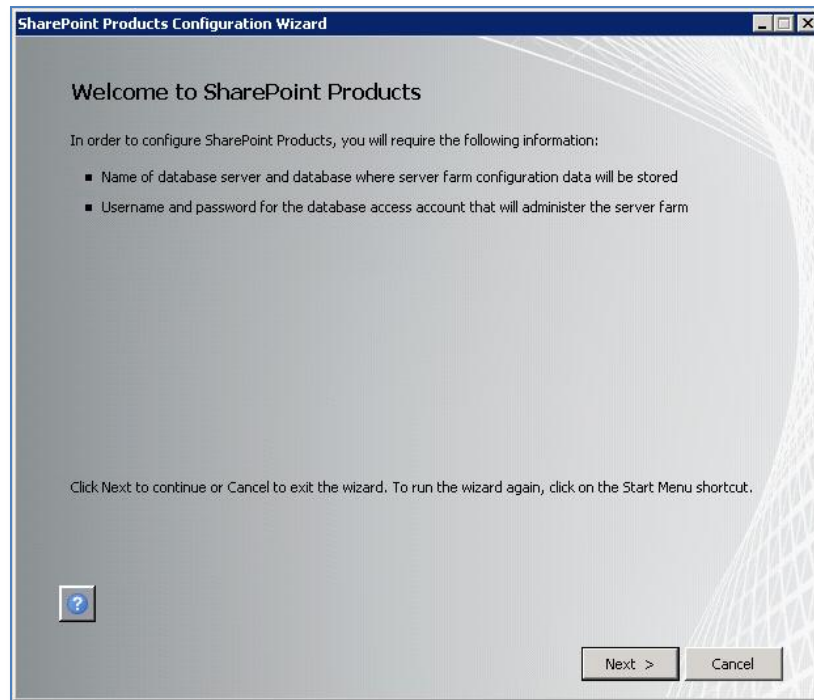 SharePoint Products Configuration Wizard
Welcome to SharePoint Products
In order to configure SharePoint Products, you will require the following information:
Name of database server and database where server farm configuration data will be stored
Username and password for the database access account that will administer the server farm
Click Next to continue or Cancel to exit the wizard. To run the wizard again, click on the Start Menu shortcut.
?
Next >
Cancel